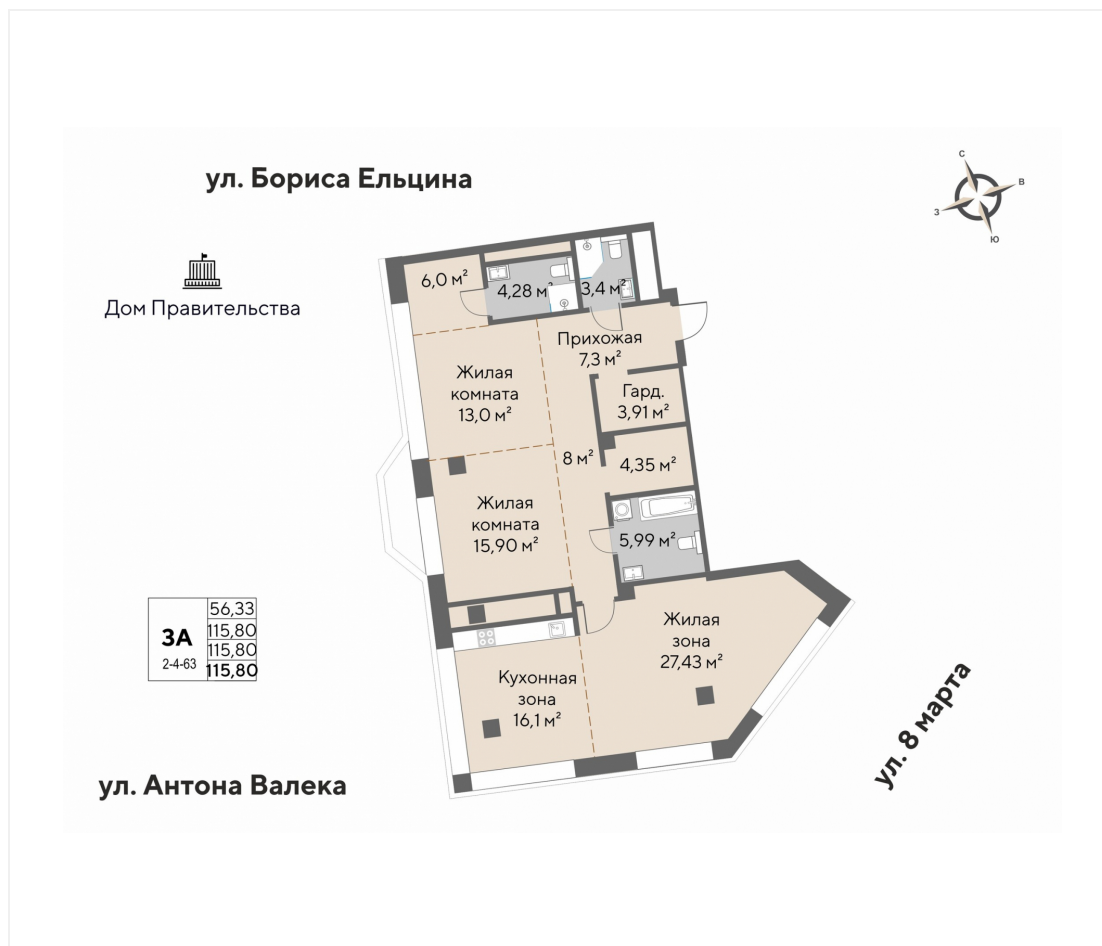 ул. Бориса Ельцина
С
В
З
Ю
Дом Правительства
6,0 м²
4,28 м²
3,4 м²
Прихожая
7,3 м²
Жилая
комната
13,0 м²
Гард.
3,91 м²
8 м²
4,35 м²
Жилая
комната
15,90 м²
5,99 м²
Жилая
зона
27,43 м²
Кухонная
зона
16,1 м²
3А
2-4-63
56,33
115,80
115,80
115,80
ул. Антона Валека
ул. 8 марта